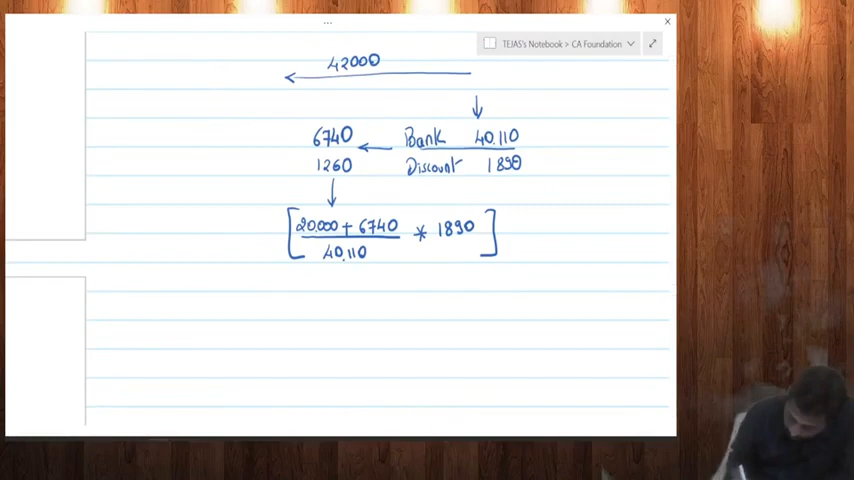 TEJAS's Notebook > CA Foundation
42000
6740 Bank 40,110
1260 Discount 1890
[20,000 + 6740 * 1890]
40,110